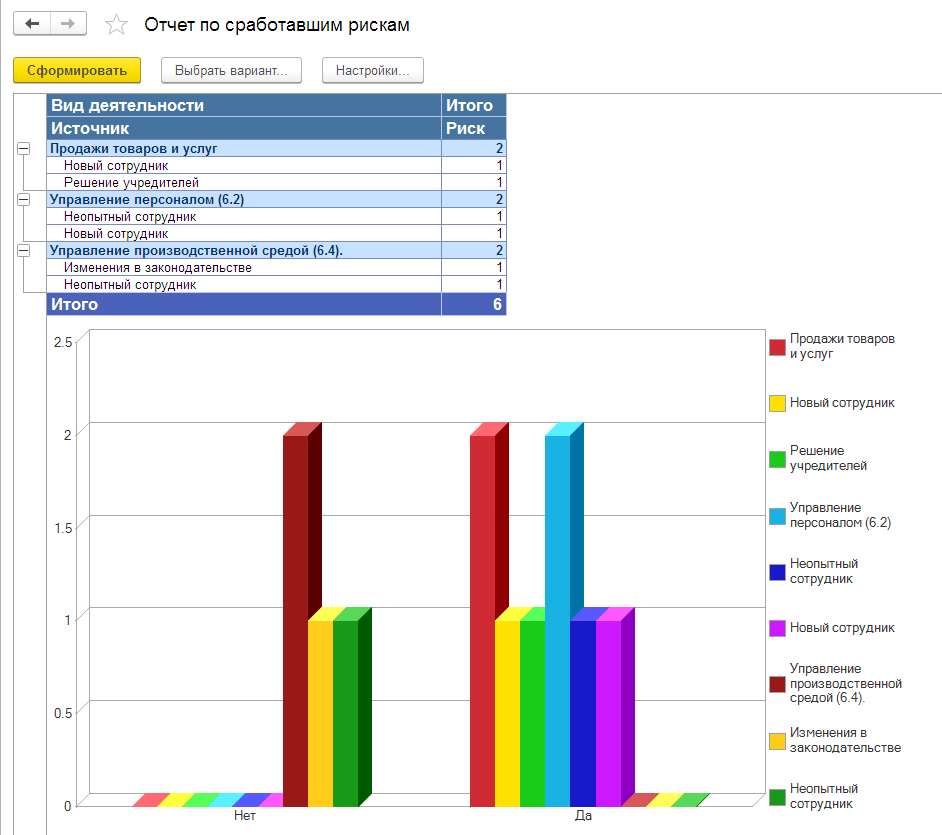 Отчет по сработавшим рискам
Сформировать
Выбрать вариант...
Настройки...
Вид деятельности Итого
Источник Риск
Продажи товаров и услуг 2
Новый сотрудник 1
Решение учредителей 1
Управление персоналом (6.2) 2
Неопытный сотрудник 1
Новый сотрудник 1
Управление производственной средой (6.4). 2
Изменения в законодательстве 1
Неопытный сотрудник 1
Итого 6
2.5
2
1.5
1
0.5
0
Нет
Да
Продажи товаров
и услуг
Новый сотрудник
Решение
учредителей
Управление
персоналом (6.2)
Неопытный
сотрудник
Новый сотрудник
Управление
производственной
средой (6.4).
Изменения в
законодательстве
Неопытный
сотрудник